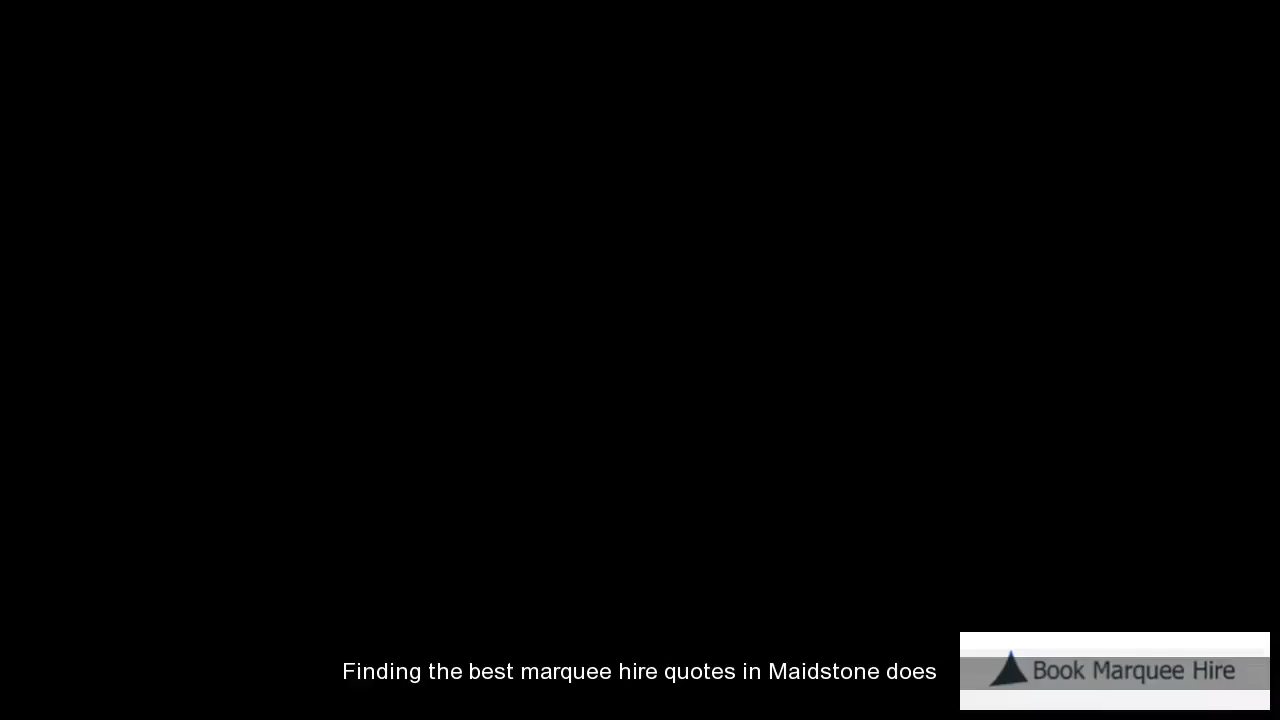 Finding the best marquee hire quotes in Maidstone does
Book Marquee Hire